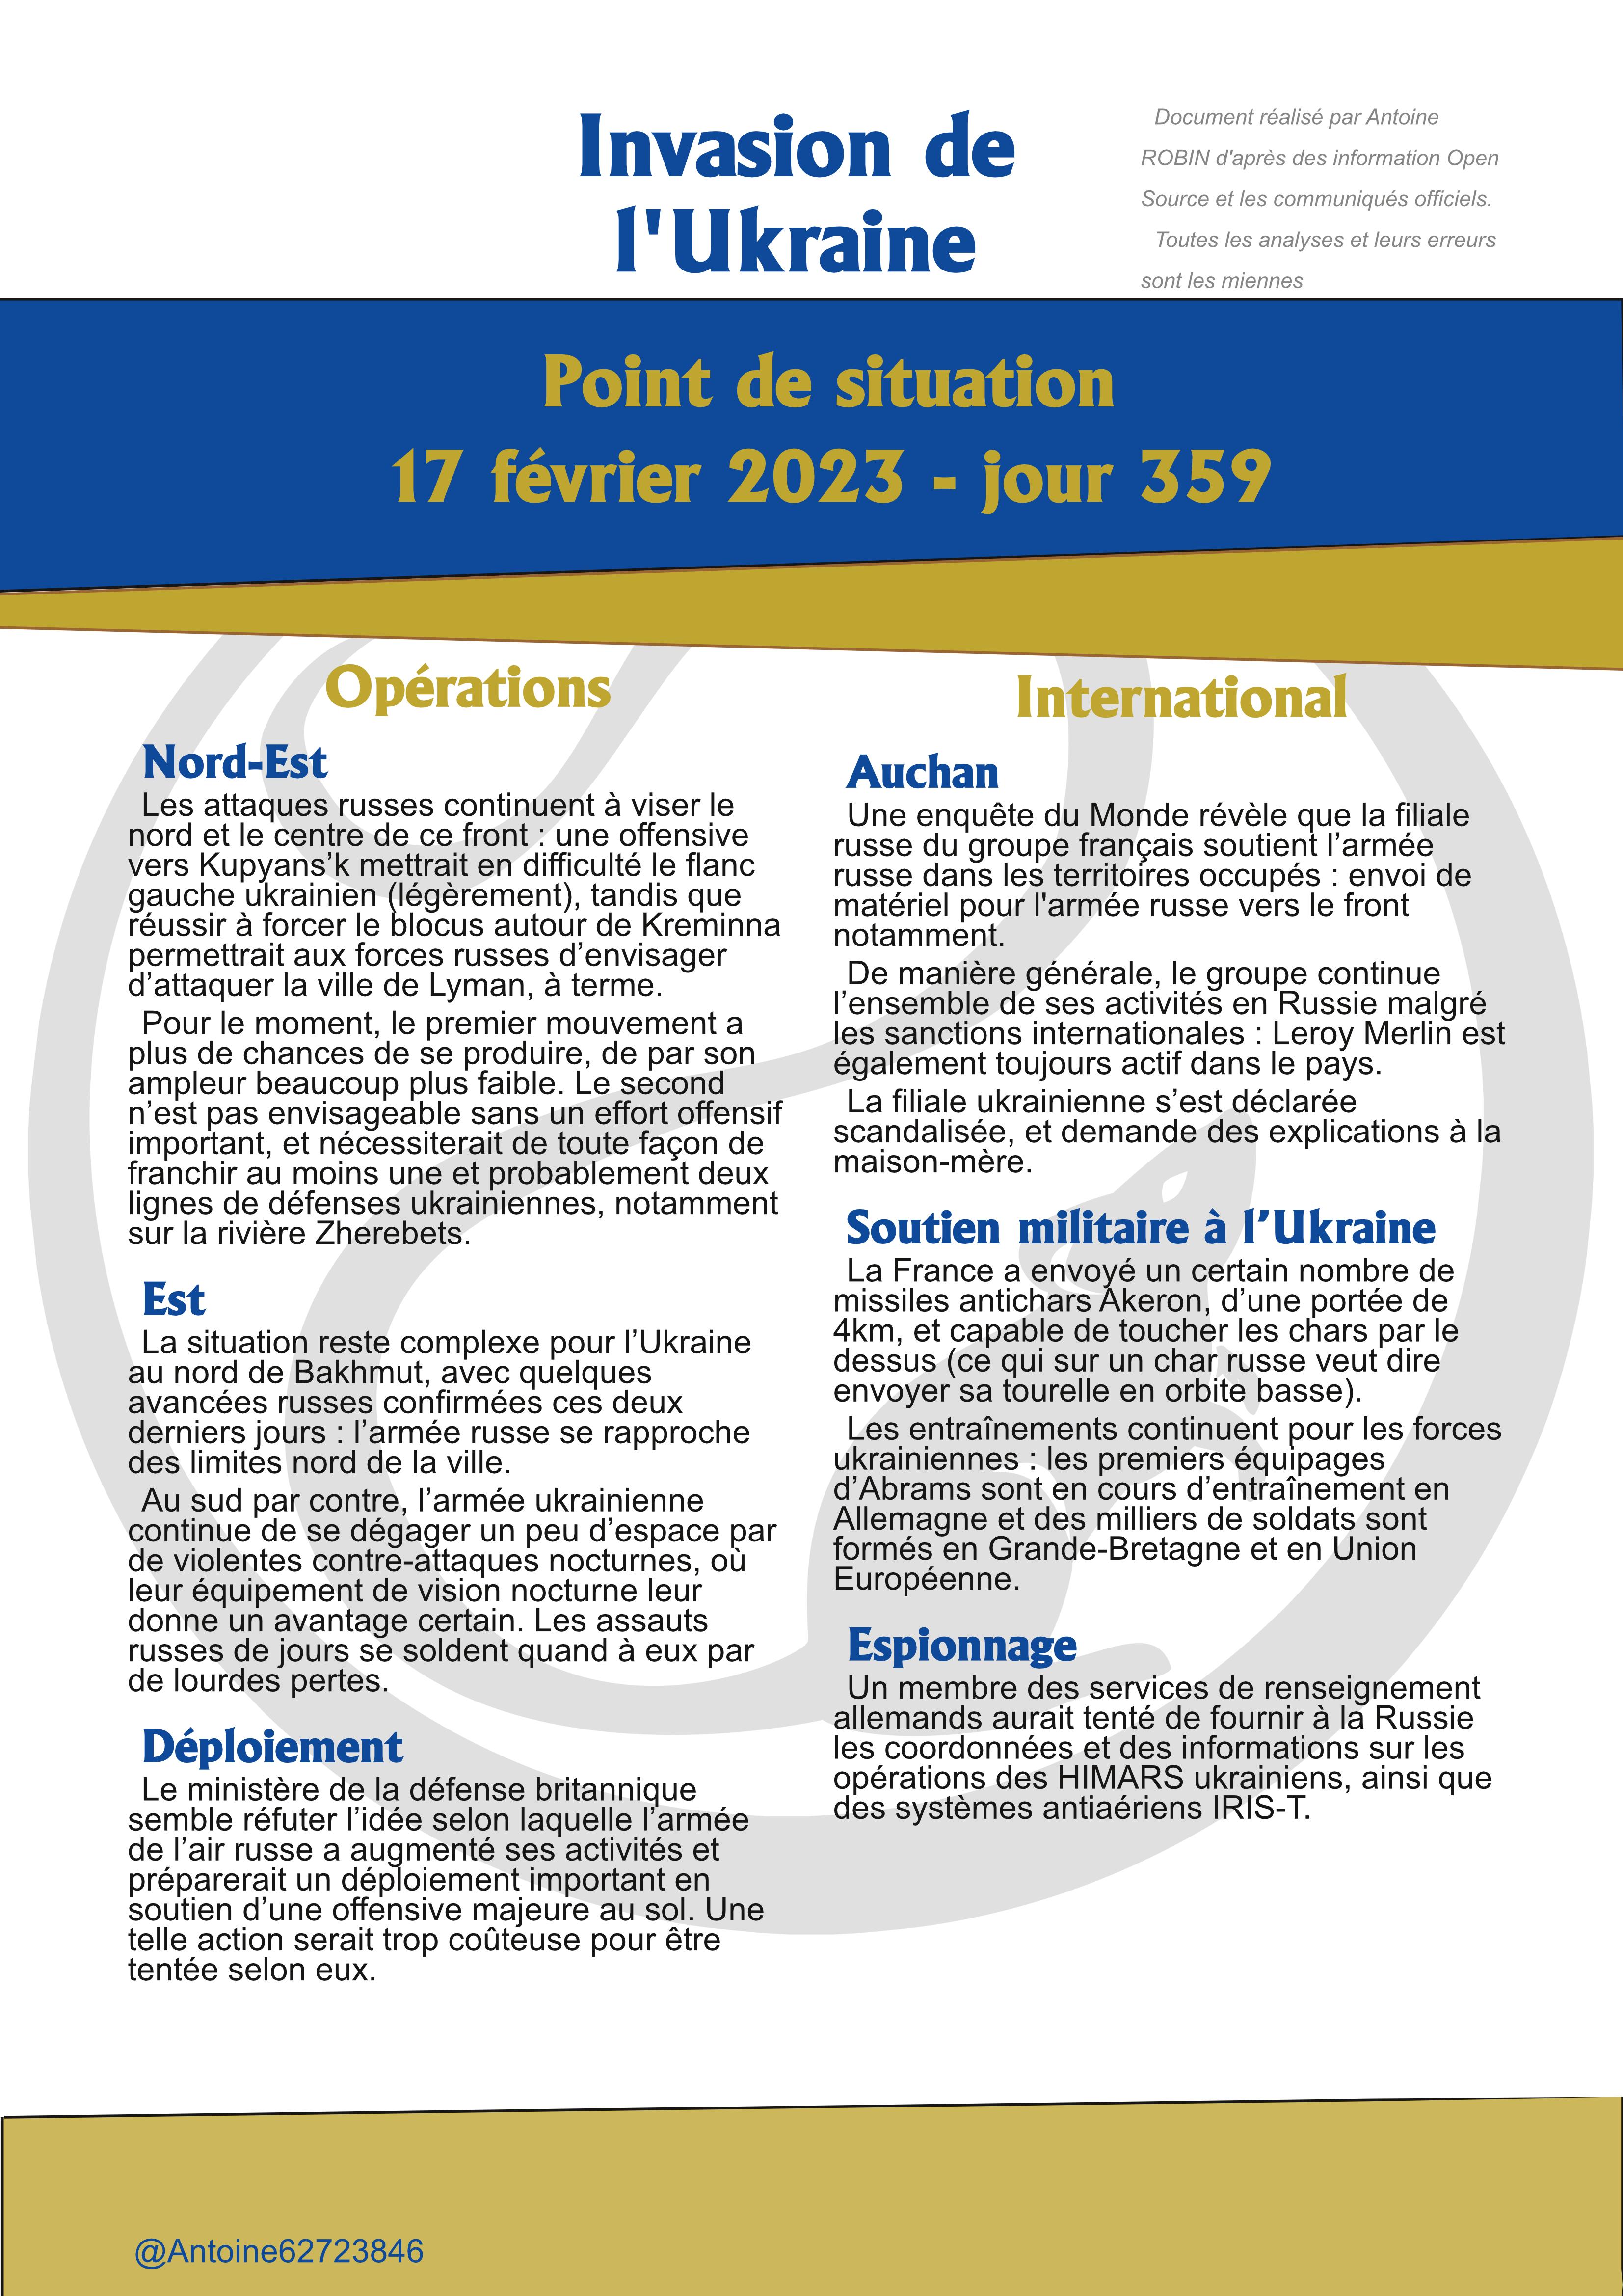 Invasion de
l'Ukraine
Document réalisé par Antoine
ROBIN d'après des information Open
Source et les communiqués officiels.
Toutes les analyses et leurs erreurs
sont les miennes
Point de situation
17 février 2023 - jour 359
Opérations
Nord-Est
Les attaques russes continuent à viser le
nord et le centre de ce front : une offensive
vers Kupyans’k mettrait en difficulté le flanc
gauche ukrainien (légèrement), tandis que
réussir à forcer le blocus autour de Kreminna
permettrait aux forces russes d’envisager
d’attaquer la ville de Lyman, à terme.
Pour le moment, le premier mouvement a
plus de chances de se produire, de par son
ampleur beaucoup plus faible. Le second
n’est pas envisageable sans un effort offensif
important, et nécessiterait de toute façon de
franchir au moins une et probablement deux
lignes de défenses ukrainiennes, notamment
sur la rivière Zherebets.
Est
La situation reste complexe pour l’Ukraine
au nord de Bakhmut, avec quelques
avancées russes confirmées ces deux
derniers jours : l’armée russe se rapproche
des limites nord de la ville.
Au sud par contre, l’armée ukrainienne
continue de se dégager un peu d’espace par
de violentes contre-attaques nocturnes, où
leur équipement de vision nocturne leur
donne un avantage certain. Les assauts
russes de jours se soldent quand à eux par
de lourdes pertes.
Déploiement
Le ministère de la défense britannique
semble réfuter l’idée selon laquelle l’armée
de l’air russe a augmenté ses activités et
préparerait un déploiement important en
soutien d’une offensive majeure au sol. Une
telle action serait trop coûteuse pour être
tentée selon eux.
International
Auchan
Une enquête du Monde révèle que la filiale
russe du groupe français soutient l’armée
russe dans les territoires occupés : envoi de
matériel pour l'armée russe vers le front
notamment.
De manière générale, le groupe continue
l’ensemble de ses activités en Russie malgré
les sanctions internationales : Leroy Merlin est
également toujours actif dans le pays.
La filiale ukrainienne s’est déclarée
scandalisée, et demande des explications à la
maison-mère.
Soutien militaire à l’Ukraine
La France a envoyé un certain nombre de
missiles antichars Akeron, d’une portée de
4km, et capable de toucher les chars par le
dessus (ce qui sur un char russe veut dire
envoyer sa tourelle en orbite basse).
Les entraînements continuent pour les forces
ukrainiennes : les premiers équipages
d’Abrams sont en cours d’entraînement en
Allemagne et des milliers de soldats sont
formés en Grande-Bretagne et en Union
Européenne.
Espionnage
Un membre des services de renseignement
allemands aurait tenté de fournir à la Russie
les coordonnées et des informations sur les
opérations des HIMARS ukrainiens, ainsi que
des systèmes antiaériens IRIS-T.
@Antoine62723846